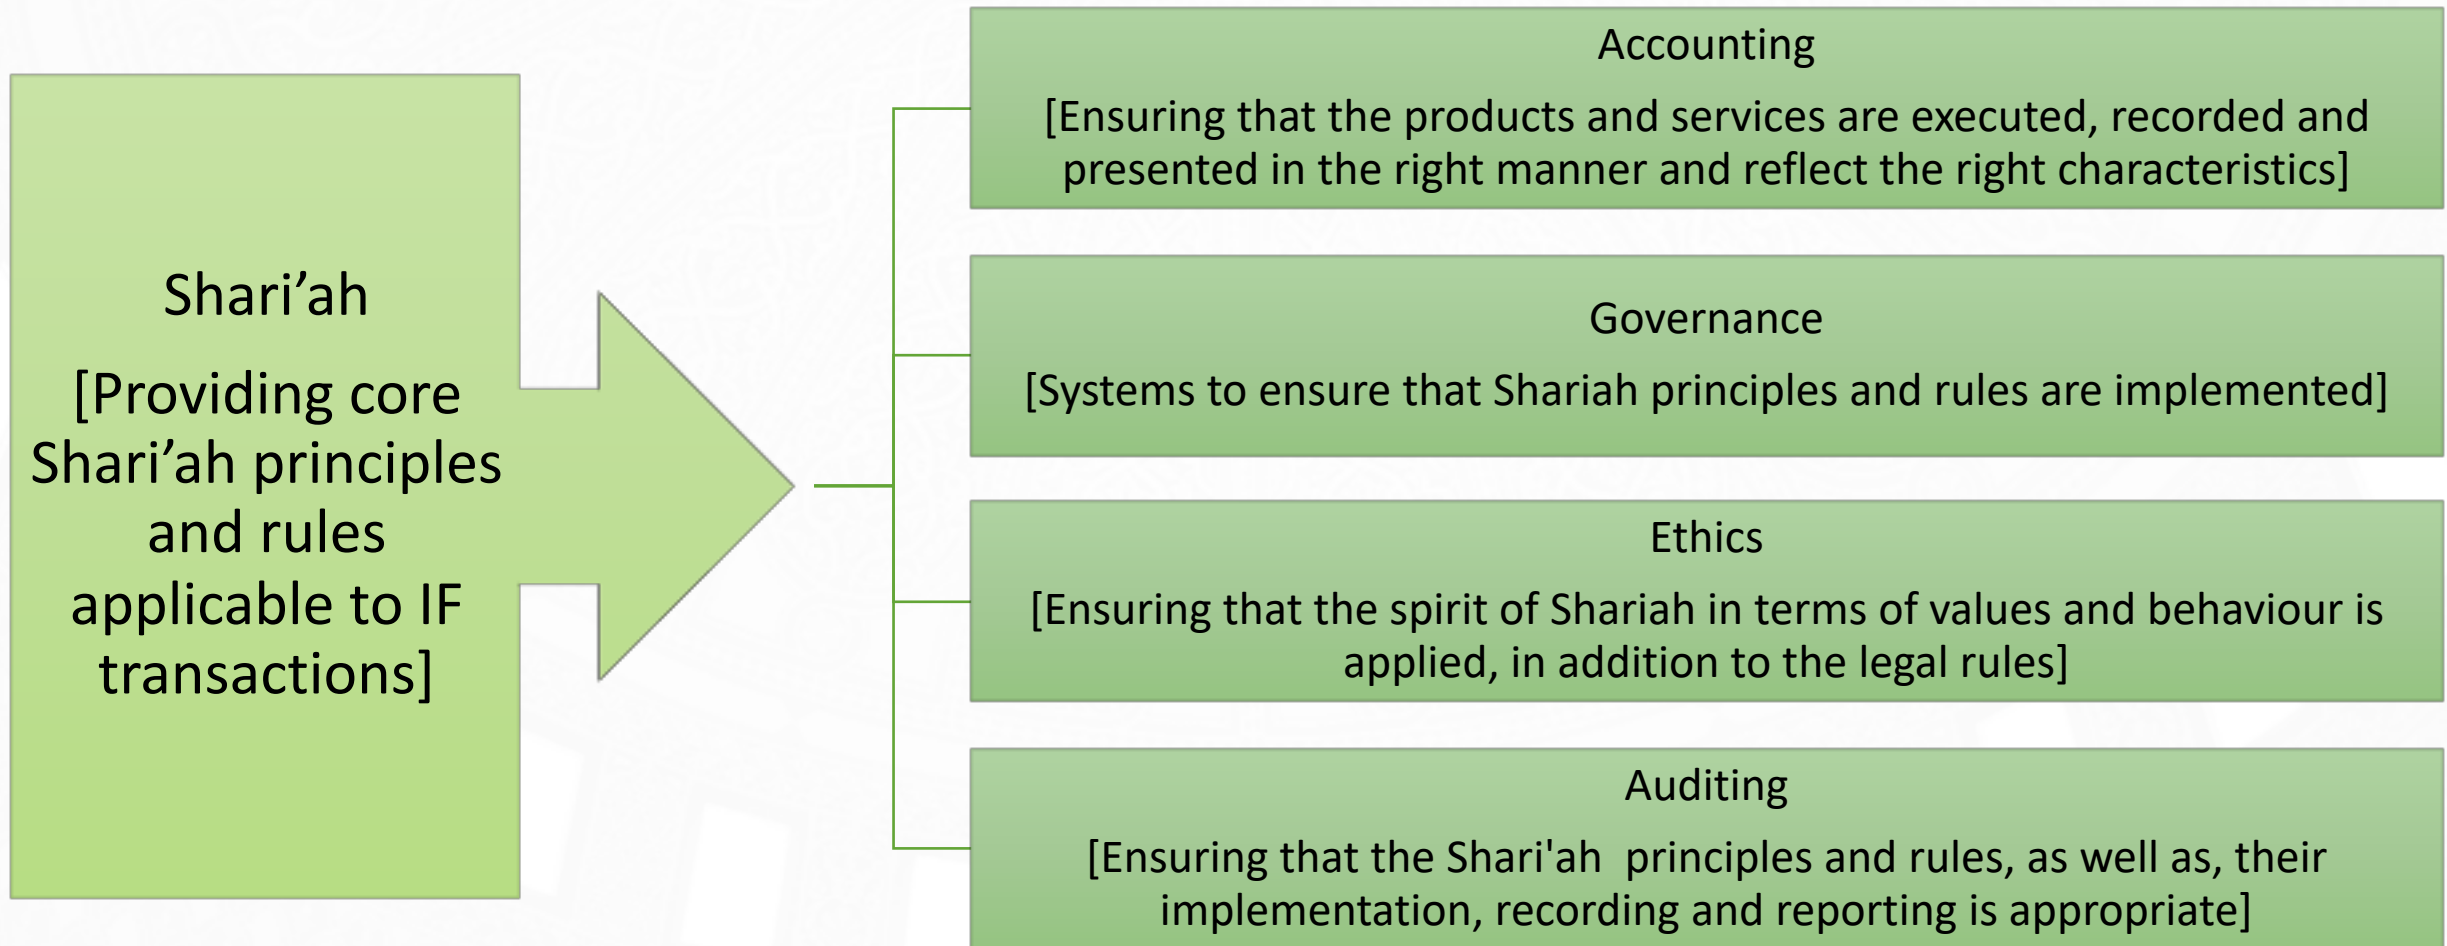 Shari’ah
[Providing core
Shari’ah principles
and rules
applicable to IF
transactions]
Accounting
[Ensuring that the products and services are executed, recorded and
presented in the right manner and reflect the right characteristics]
Governance
[Systems to ensure that Shariah principles and rules are implemented]
Ethics
[Ensuring that the spirit of Shariah in terms of values and behaviour is
applied, in addition to the legal rules]
Auditing
[Ensuring that the Shari'ah  principles and rules, as well as, their
implementation, recording and reporting is appropriate]